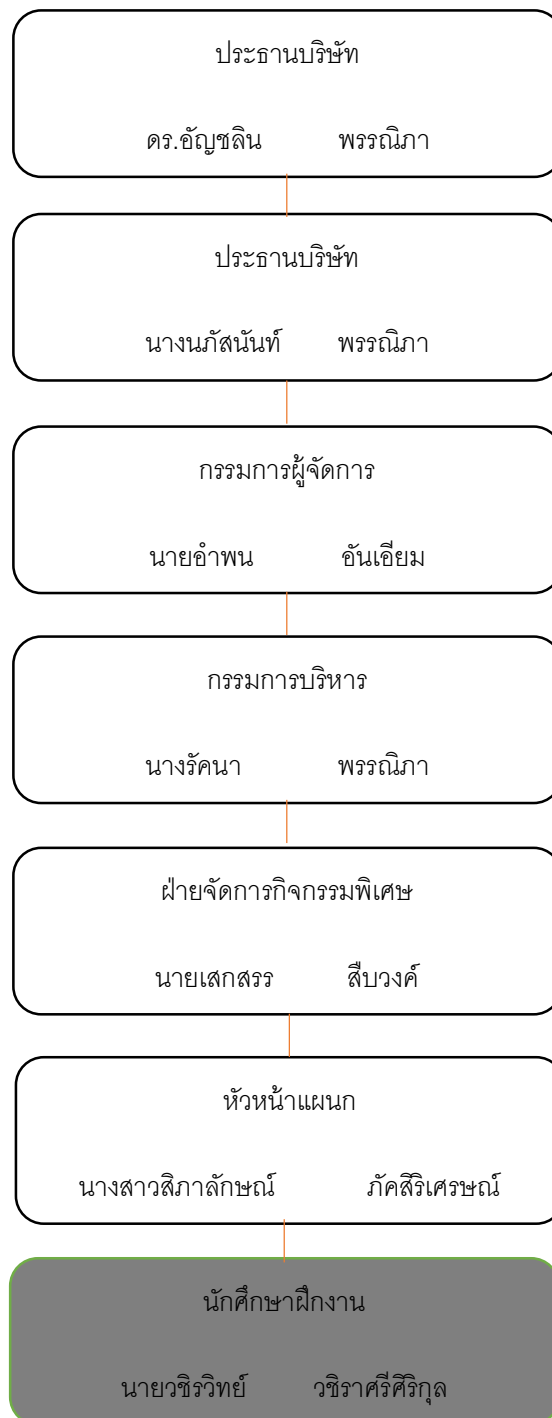 ประธานบริษัท
ดร.อัญชลิน พรรณิภา
ประธานบริษัท
นางนภัสนันท์ พรรณิภา
กรรมการผู้จัดการ
นายอำพน อันเอียม
กรรมการบริหาร
นางรัคนา พรรณิภา
ฝ่ายจัดการกิจกรรมพิเศษ
นายเสกสรร สืบวงค์
หัวหน้าแผนก
นางสาวสิภาลักษณ์ ภัคสิริเศรษณ์
นักศึกษาฝึกงาน
นายวชิรวิทย์ วชิราศรีศิริกุล